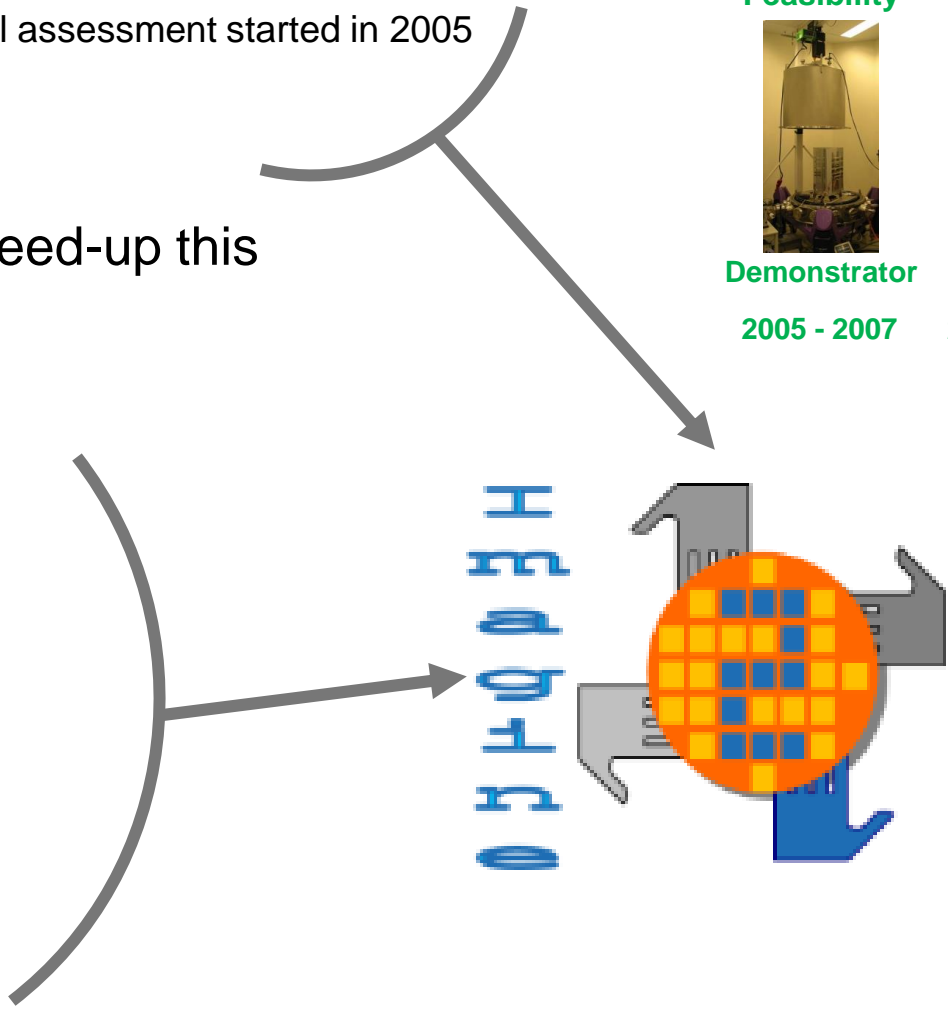 l assessment started in 2005
Feasibility
eed-up this
Demonstrator
2005 - 2007
Imagine